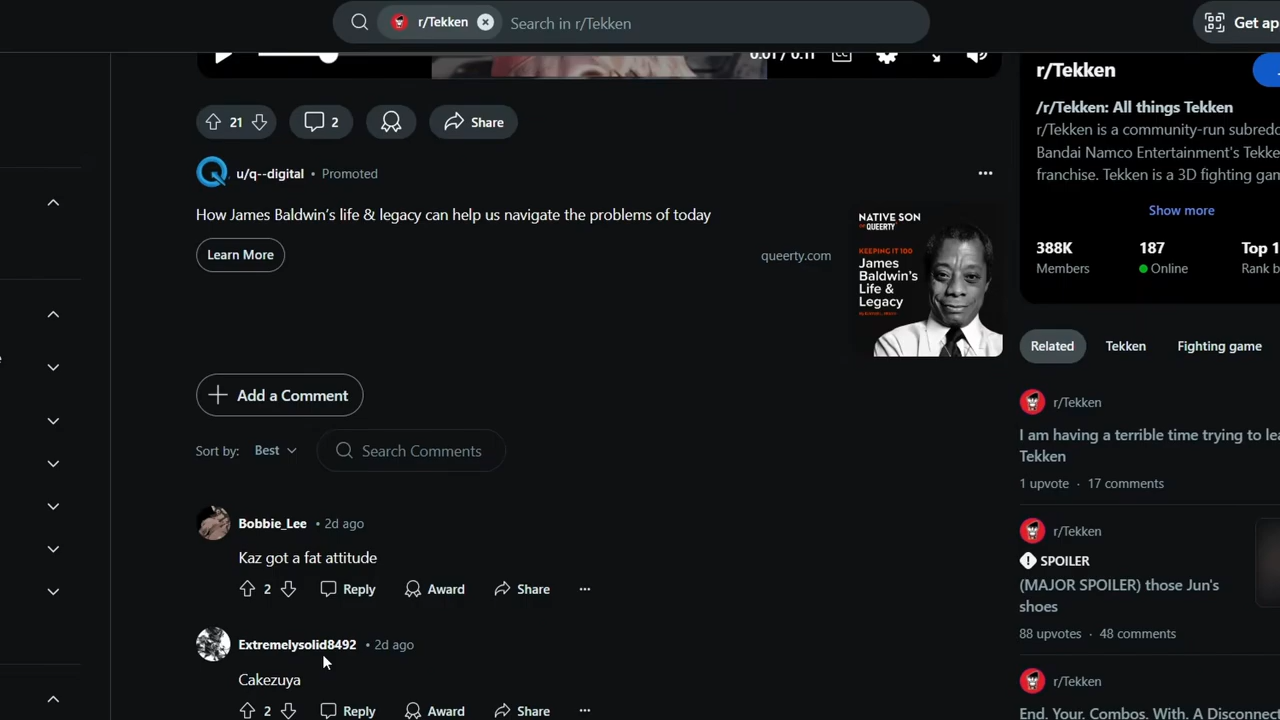 r/Tekken
Search in r/Tekken
Get ap
0:01 / 0:11
21
2
Share
u/q--digital • Promoted
How James Baldwin’s life & legacy can help us navigate the problems of today
Learn More
queerty.com
NATIVE SON
QUEERTY
KEEPING IT 100
James
Baldwin's
Life &
Legacy
Add a Comment
Sort by:
Best
Search Comments
Bobbie_Lee • 2d ago
Kaz got a fat attitude
2
Reply
Award
Share
Extremelysolid8492 • 2d ago
Cakezuya
2
Reply
Award
Share
r/Tekken
/r/Tekken: All things Tekken
r/Tekken is a community-run subredd
Bandai Namco Entertainment's Tekke
franchise. Tekken is a 3D fighting gam
Show more
388K
187
Top 1
Members
Online
Rank b
Related
Tekken
Fighting game
r/Tekken
I am having a terrible time trying to lea
Tekken
1 upvote · 17 comments
r/Tekken
SPOILER
(MAJOR SPOILER) those Jun's
shoes
88 upvotes · 48 comments
r/Tekken
End. Your. Combos. With. A. Disconnect